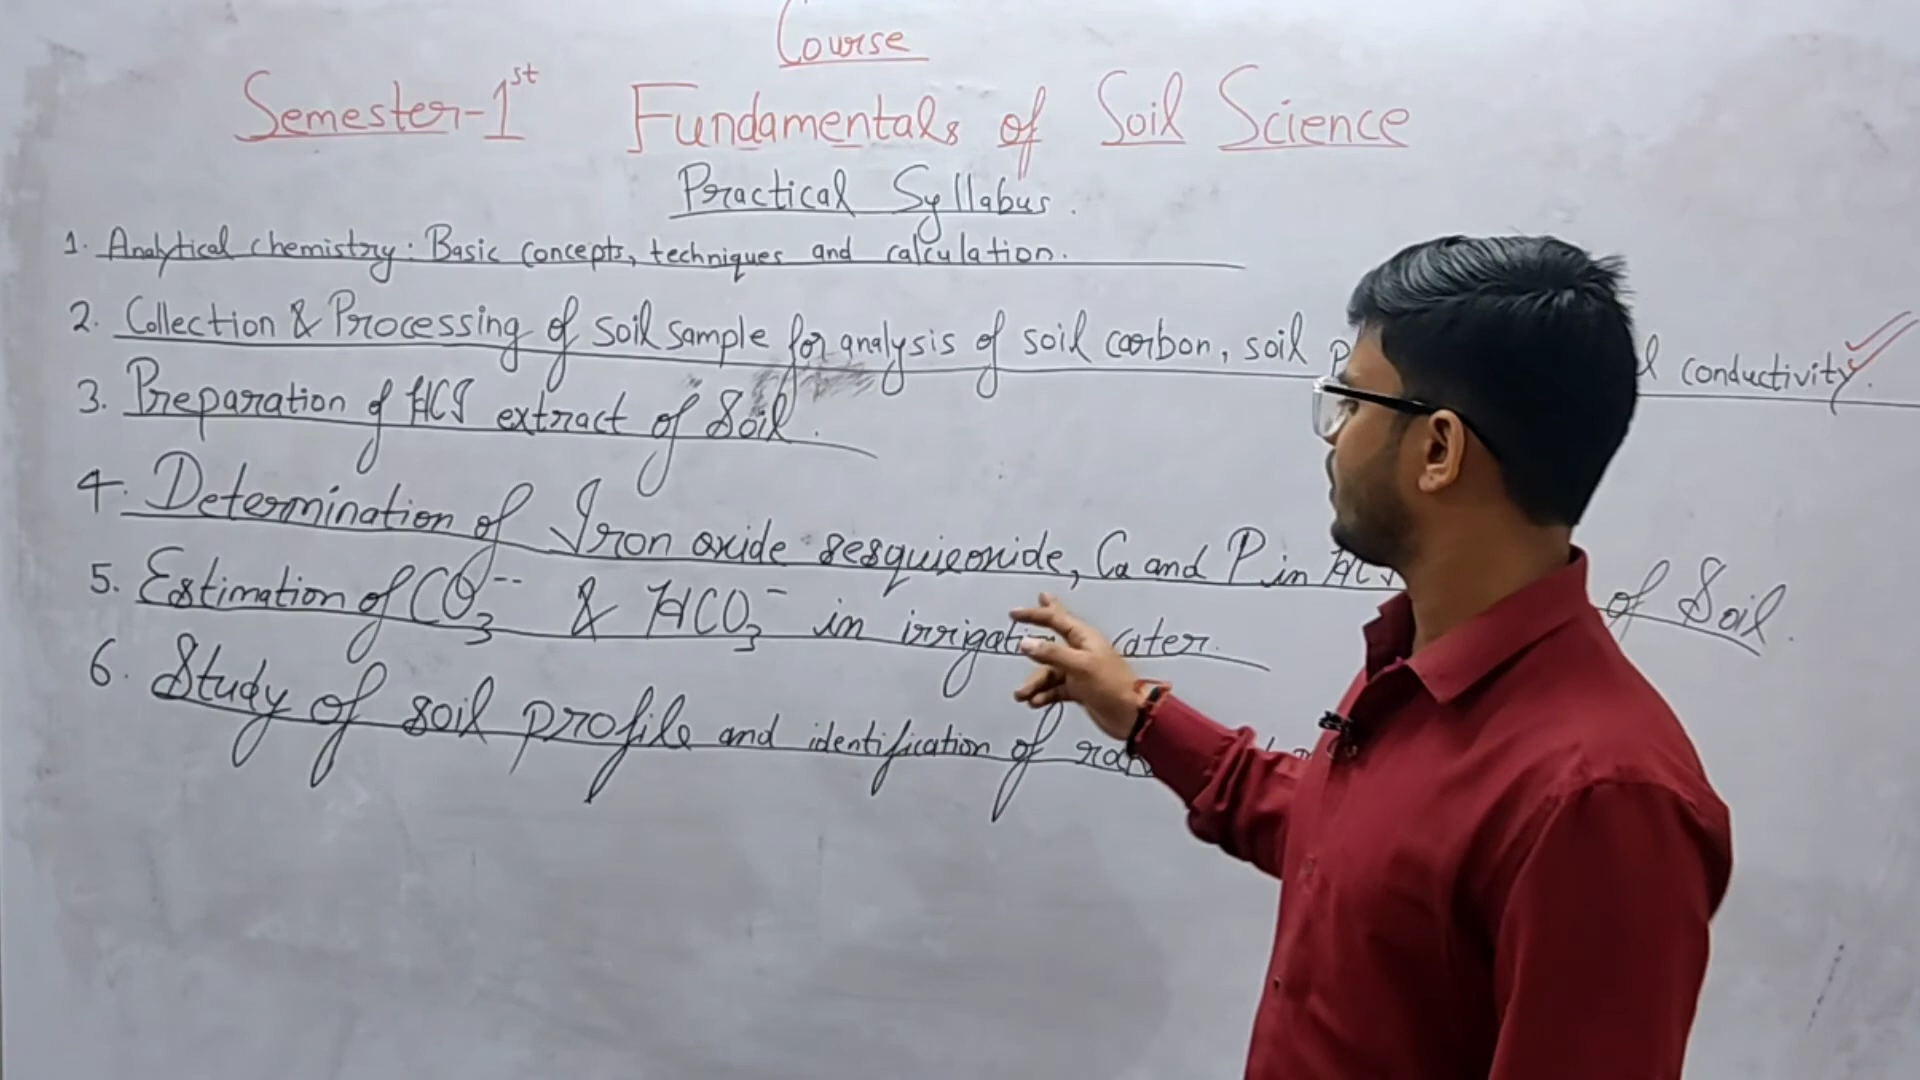 Course
Semester-1st Fundamentals of Soil Science
Practical Syllabus.
1. Analytical chemistry: Basic concepts, techniques and calculation.
2. Collection & Processing of soil sample for analysis of soil carbon, soil conductivity.
3. Preparation of HCl extract of Soil.
4. Determination of Iron oxide sesquioxide, Ca and P in HCl of Soil.
5. Estimation of CO3-- & HCO3- in irrigation water.
6. Study of soil profile and identification of